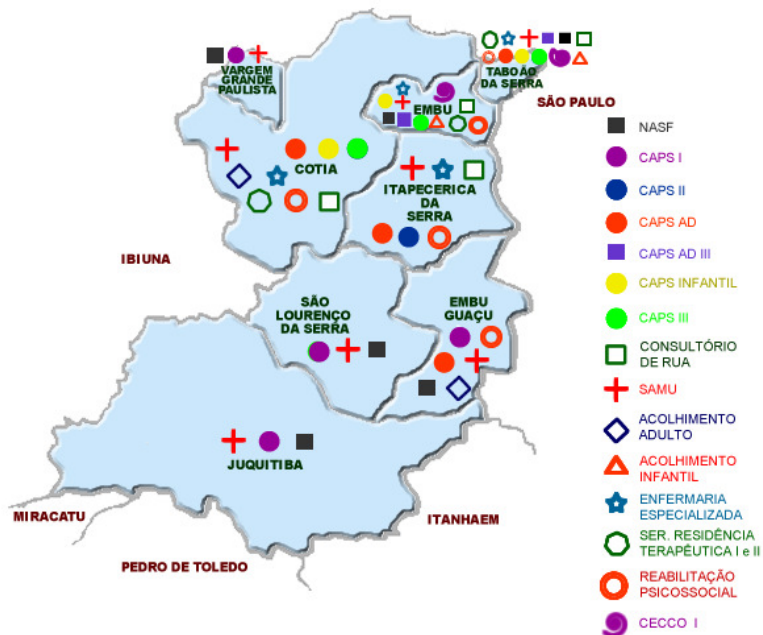 VARGEM
GRANDE
PAULISTA
TABOÃO
DA SERRA
SÃO PAULO
EMBU
COTIA
ITAPECERICA
DA
SERRA
IBIUNA
SÃO
LOURENÇO
DA SERRA
EMBU
GUAÇU
JUQUITIBA
MIRACATU
ITANHAEM
PEDRO DE TOLEDO
NASF
CAPS I
CAPS II
CAPS AD
CAPS AD III
CAPS INFANTIL
CAPS III
CONSULTÓRIO
DE RUA
SAMU
ACOLHIMENTO
ADULTO
ACOLHIMENTO
INFANTIL
ENFERMARIA
ESPECIALIZADA
SER. RESIDÊNCIA
TERAPÊUTICA I e II
REABILITAÇÃO
PSICOSSOCIAL
CECCO I